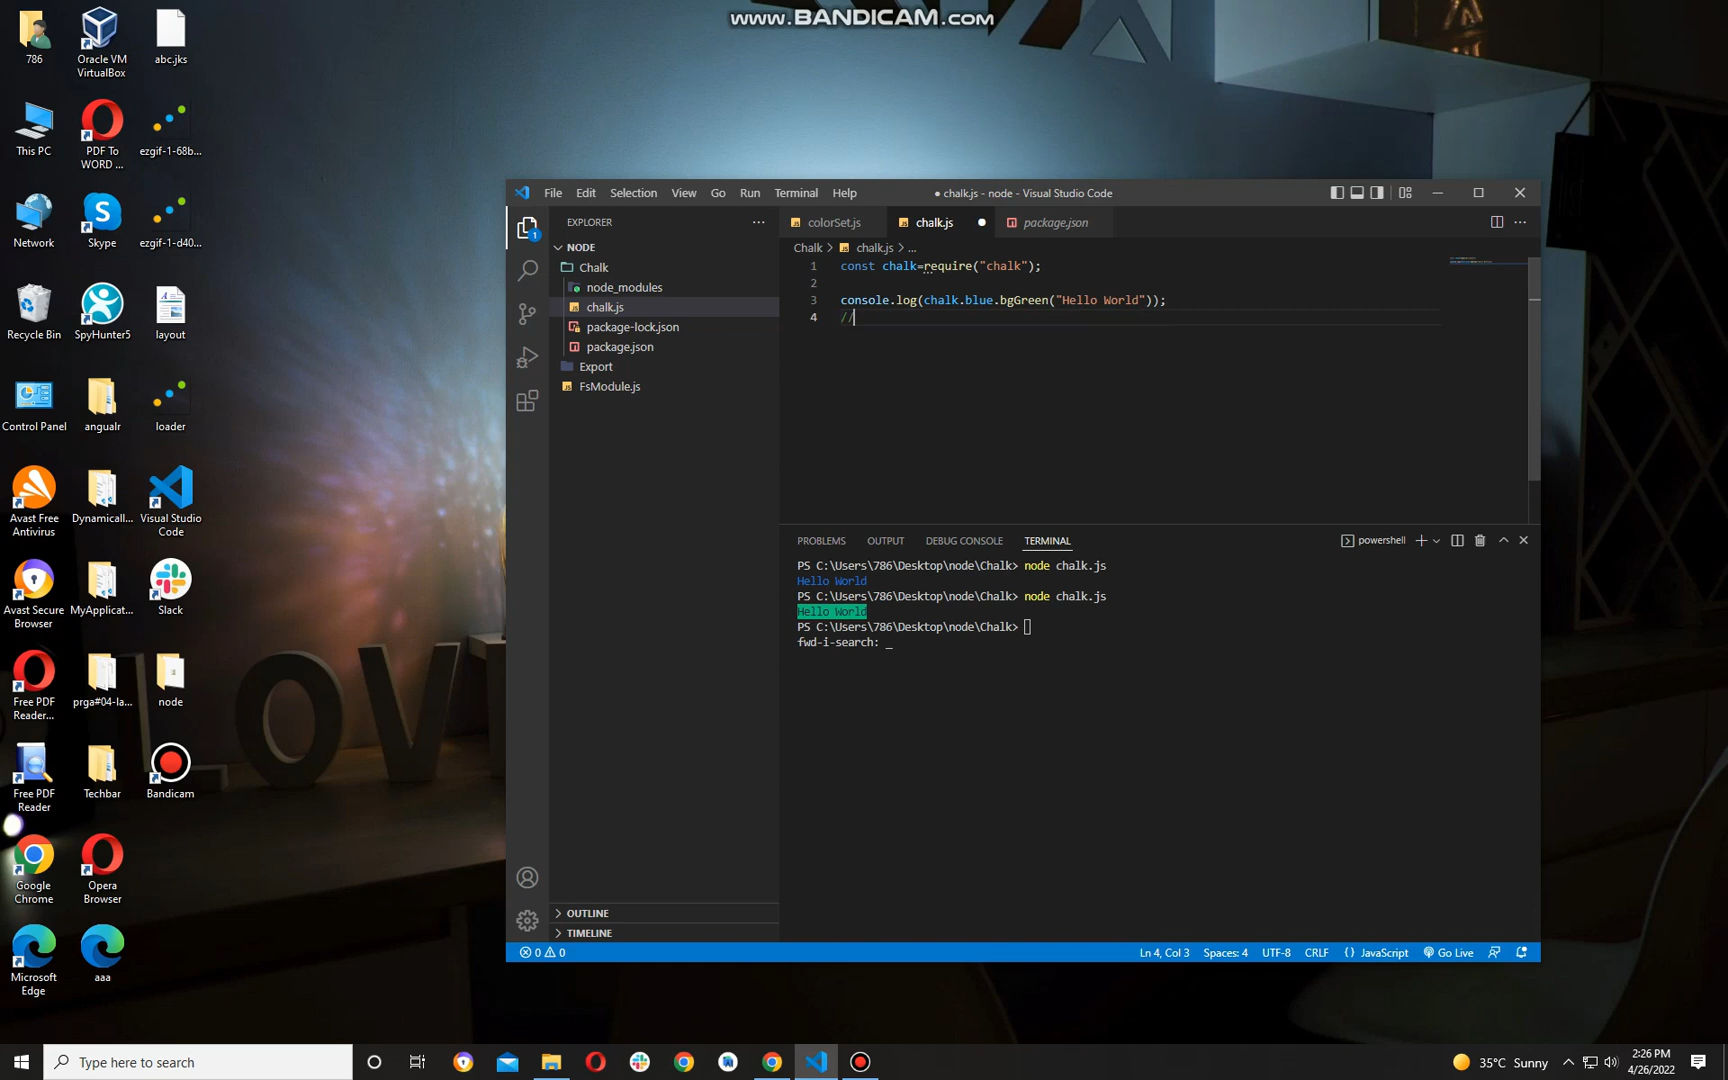 www.BANDICAM.com
786
Oracle VM
VirtualBox
abc.jks
This PC
PDF To
WORD ...
ezgif-1-68b...
Network
Skype
ezgif-1-d40...
Recycle Bin
SpyHunter5
layout
Control Panel
angualr
loader
Avast Free
Antivirus
Dynamicall...
Visual Studio
Code
Avast Secure
Browser
MyApplicat...
Slack
Free PDF
Reader...
prga#04-la...
node
Free PDF
Reader
Techbar
Bandicam
Google
Chrome
Opera
Browser
Microsoft
Edge
aaa
File Edit Selection View Go Run Terminal Help
● chalk.js - node - Visual Studio Code
EXPLORER
NODE
Chalk
node_modules
chalk.js
package-lock.json
package.json
Export
FsModule.js
OUTLINE
TIMELINE
colorSet.js chalk.js package.json
Chalk > chalk.js > ...
1 const chalk=require("chalk");
2
3 console.log(chalk.blue.bgGreen("Hello World"));
4 //
PROBLEMS OUTPUT DEBUG CONSOLE TERMINAL
powershell
PS C:\Users\786\Desktop\node\Chalk> node chalk.js
Hello World
PS C:\Users\786\Desktop\node\Chalk> node chalk.js
Hello World
PS C:\Users\786\Desktop\node\Chalk>
fwd-i-search: _
0 0
Ln 4, Col 3 Spaces: 4 UTF-8 CRLF {} JavaScript Go Live
Type here to search
35°C Sunny
2:26 PM
4/26/2022